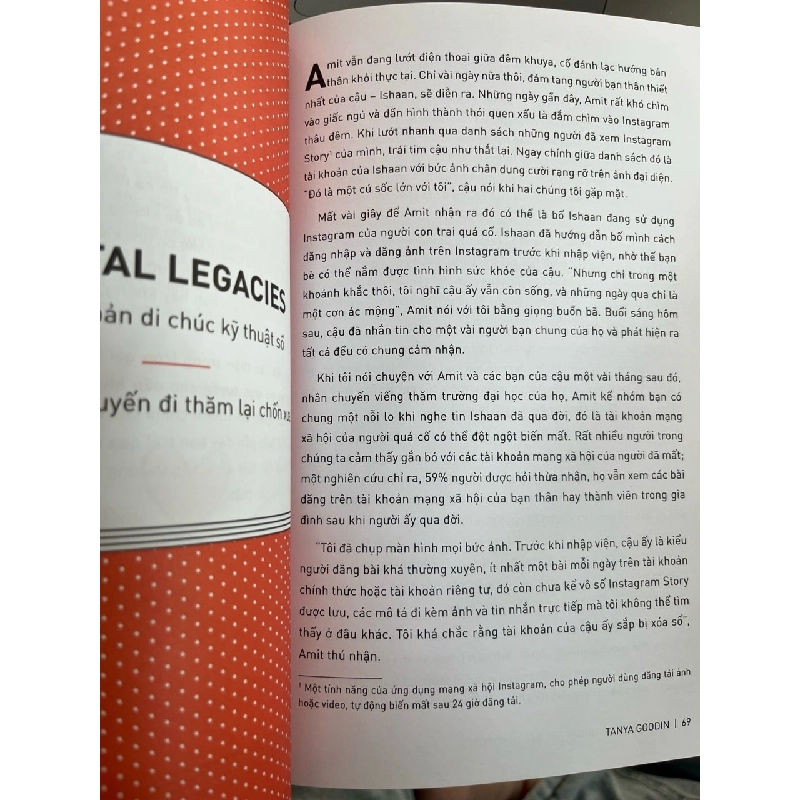 TAL LEGACIES
bản di chúc kỹ thuật số
uyến đi thăm lại chốn xưa
Amit vẫn đang lướt điện thoại giữa đêm khuya, cố đánh lạc hướng bản
thân khỏi thực tại. Chỉ vài ngày nữa thôi, đám tang người bạn thân thiết
nhất của cậu – Ishaan, sẽ diễn ra. Những ngày gần đây, Amit rất khó chìm
vào giấc ngủ và dần hình thành thói quen xấu là đắm chìm vào Instagram
thâu đêm. Khi lướt nhanh qua danh sách những người đã xem Instagram
Story¹ của mình, trái tim cậu như thắt lại. Ngay chính giữa danh sách đó là
tài khoản của Ishaan với bức ảnh chân dung cười rạng rỡ trên ảnh đại diện.
“Đó là một cú sốc lớn với tôi”, cậu nói khi hai chúng tôi gặp mặt.
Mất vài giây để Amit nhận ra đó có thể là bố Ishaan đang sử dụng
Instagram của người con trai quá cố. Ishaan đã hướng dẫn bố mình cách
đăng nhập và đăng ảnh trên Instagram trước khi nhập viện, nhờ thế bạn
bè có thể nắm được tình hình sức khỏe của cậu. “Nhưng chỉ trong một
khoảnh khắc thôi, tôi nghĩ cậu ấy vẫn còn sống, và những ngày qua chỉ là
một cơn ác mộng”, Amit nói với tôi bằng giọng buồn bã. Buổi sáng hôm
sau, cậu đã nhắn tin cho một vài người bạn chung của họ và phát hiện ra
tất cả đều có chung cảm nhận.
Khi tôi nói chuyện với Amit và các bạn của cậu một vài tháng sau đó,
nhân chuyến viếng thăm trường đại học của họ, Amit kể nhóm bạn có
chung một nỗi lo khi nghe tin Ishaan đã qua đời, đó là tài khoản mạng
xã hội của người quá cố có thể đột ngột biến mất. Rất nhiều người trong
chúng ta cảm thấy gắn bó với các tài khoản mạng xã hội của người đã mất;
một nghiên cứu chỉ ra, 59% người được hỏi thừa nhận, họ vẫn xem các bài
đăng trên tài khoản mạng xã hội của bạn thân hay thành viên trong gia
đình sau khi người ấy qua đời.
“Tôi đã chụp màn hình mọi bức ảnh. Trước khi nhập viện, cậu ấy là kiểu
người đăng bài khá thường xuyên, ít nhất một bài mỗi ngày trên tài khoản
chính thức hoặc tài khoản riêng tư, đó còn chưa kể vô số Instagram Story
được lưu, các mô tả đi kèm ảnh và tin nhắn trực tiếp mà tôi không thể tìm
thấy ở đâu khác. Tôi khá chắc rằng tài khoản của cậu ấy sắp bị xóa sổ”,
Amit thú nhận.
¹ Một tính năng của ứng dụng mạng xã hội Instagram, cho phép người dùng đăng tải ảnh
hoặc video, tự động biến mất sau 24 giờ đăng tải.
TANYA GOODIN | 69